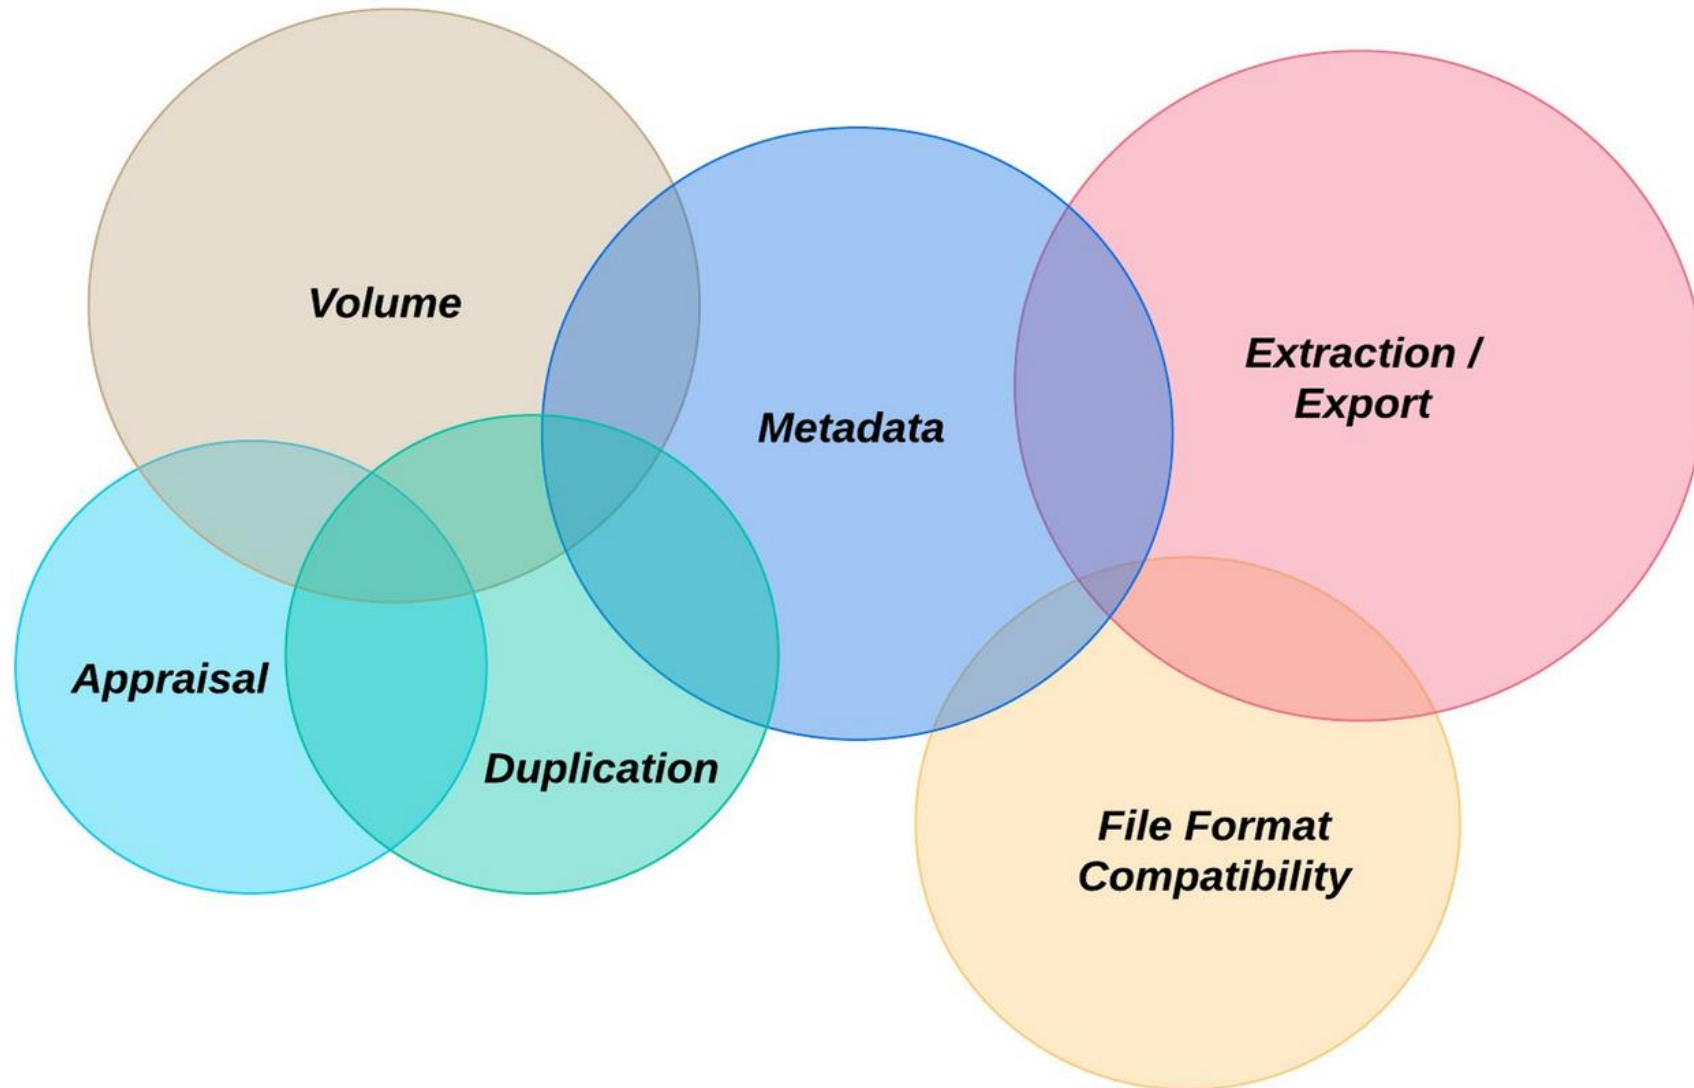 Volume
Metadata
Extraction /
Export
Appraisal
Duplication
File Format
Compatibility